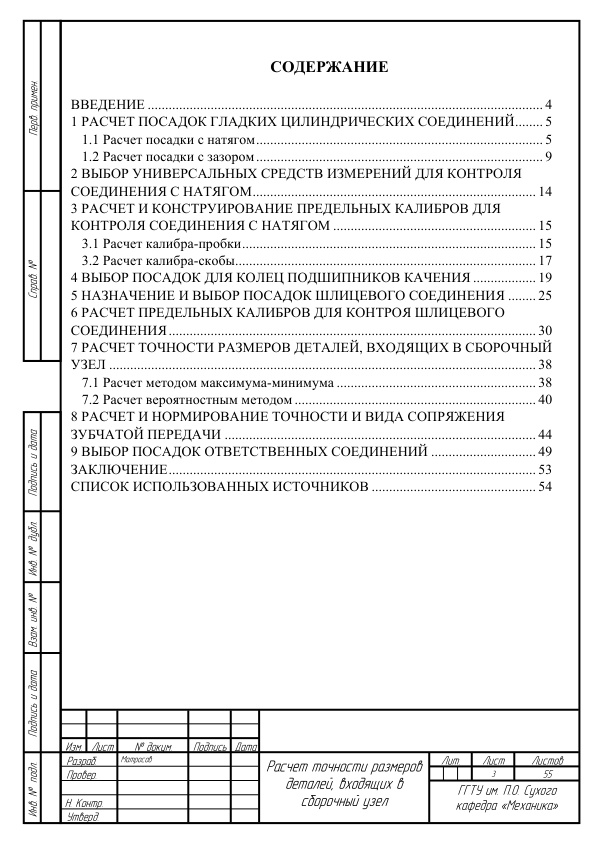 СОДЕРЖАНИЕ
ВВЕДЕНИЕ ........ 4
1 РАСЧЕТ ПОСАДОК ГЛАДКИХ ЦИЛИНДРИЧЕСКИХ СОЕДИНЕНИЙ....... 5
1.1 Расчет посадки с натягом........ 5
1.2 Расчет посадки с зазором ........ 9
2 ВЫБОР УНИВЕРСАЛЬНЫХ СРЕДСТВ ИЗМЕРЕНИЙ ДЛЯ КОНТРОЛЯ
СОЕДИНЕНИЯ С НАТЯГОМ........ 14
3 РАСЧЕТ И КОНСТРУИРОВАНИЕ ПРЕДЕЛЬНЫХ КАЛИБРОВ ДЛЯ
КОНТРОЛЯ СОЕДИНЕНИЯ С НАТЯГОМ ........ 15
3.1 Расчет калибра-пробки........ 15
3.2 Расчет калибра-скобы........ 17
4 ВЫБОР ПОСАДОК ДЛЯ КОЛЕЦ ПОДШИПНИКОВ КАЧЕНИЯ ........ 19
5 НАЗНАЧЕНИЕ И ВЫБОР ПОСАДОК ШЛИЦЕВОГО СОЕДИНЕНИЯ ....... 25
6 РАСЧЕТ ПРЕДЕЛЬНЫХ КАЛИБРОВ ДЛЯ КОНТРОЯ ШЛИЦЕВОГО
СОЕДИНЕНИЯ........ 30
7 РАСЧЕТ ТОЧНОСТИ РАЗМЕРОВ ДЕТАЛЕЙ, ВХОДЯЩИХ В СБОРОЧНЫЙ
УЗЕЛ ........ 38
7.1 Расчет методом максимума-минимума ........ 38
7.2 Расчет вероятностным методом ........ 40
8 РАСЧЕТ И НОРМИРОВАНИЕ ТОЧНОСТИ И ВИДА СОПРЯЖЕНИЯ
ЗУБЧАТОЙ ПЕРЕДАЧИ ........ 44
9 ВЫБОР ПОСАДОК ОТВЕТСТВЕННЫХ СОЕДИНЕНИЙ ........ 49
ЗАКЛЮЧЕНИЕ........ 53
СПИСОК ИСПОЛЬЗОВАННЫХ ИСТОЧНИКОВ ........ 54
Перв примен
Справ №
Подпись и дата
Инв № дубл
Взам инв №
Подпись и дата
Инв № подл
Изм Лист № доким. Подпись Дата
Разраб Матросов
Провер
Н. Контр.
Утверд
Расчет точности размеров
деталей, входящих в
сборочный узел
Лит Лист Листов
3 55
ГГТУ им. П.О. Сухого
кафедра «Механика»